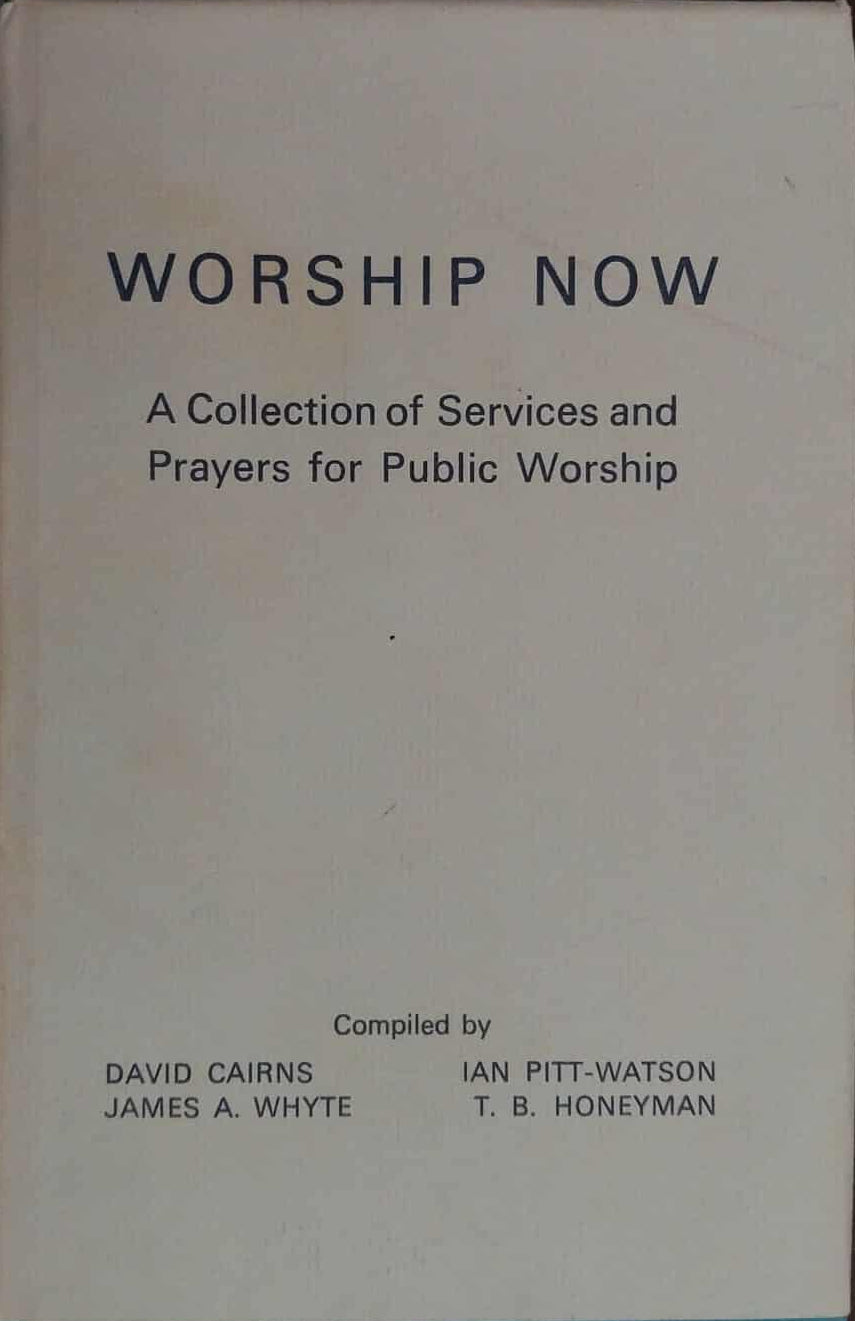 WORSHIP NOW
A Collection of Services and
Prayers for Public Worship
Compiled by
DAVID CAIRNS IAN PITT-WATSON
JAMES A. WHYTE T. B. HONEYMAN